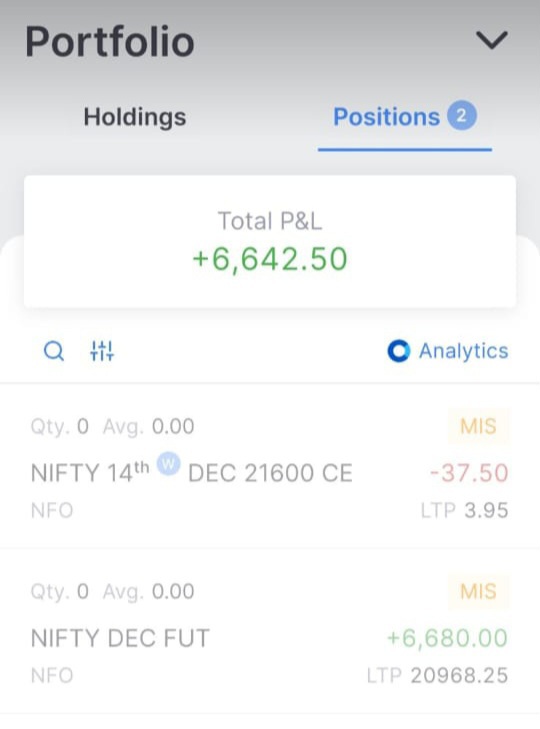 Portfolio
Holdings Positions 2
Total P&L
+6,642.50
Analytics
Qty. 0 Avg. 0.00 MIS
NIFTY 14th W DEC 21600 CE -37.50
NFO LTP 3.95
Qty. 0 Avg. 0.00 MIS
NIFTY DEC FUT +6,680.00
NFO LTP 20968.25